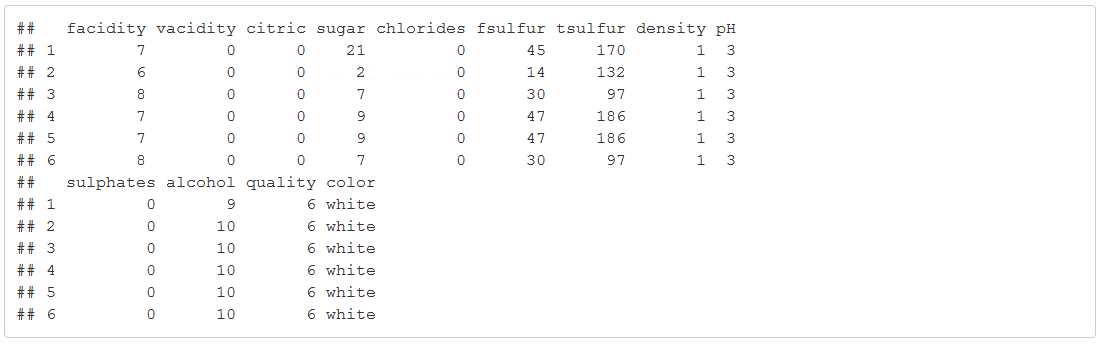 ##   facidity vacidity citric sugar chlorides fsulfur tsulfur density pH
## 1        7        0      0    21         0      45     170       1  3
## 2        6        0      0     2         0      14     132       1  3
## 3        8        0      0     7         0      30      97       1  3
## 4        7        0      0     9         0      47     186       1  3
## 5        7        0      0     9         0      47     186       1  3
## 6        8        0      0     7         0      30      97       1  3
##   sulphates alcohol quality color
## 1         0       9       6 white
## 2         0      10       6 white
## 3         0      10       6 white
## 4         0      10       6 white
## 5         0      10       6 white
## 6         0      10       6 white